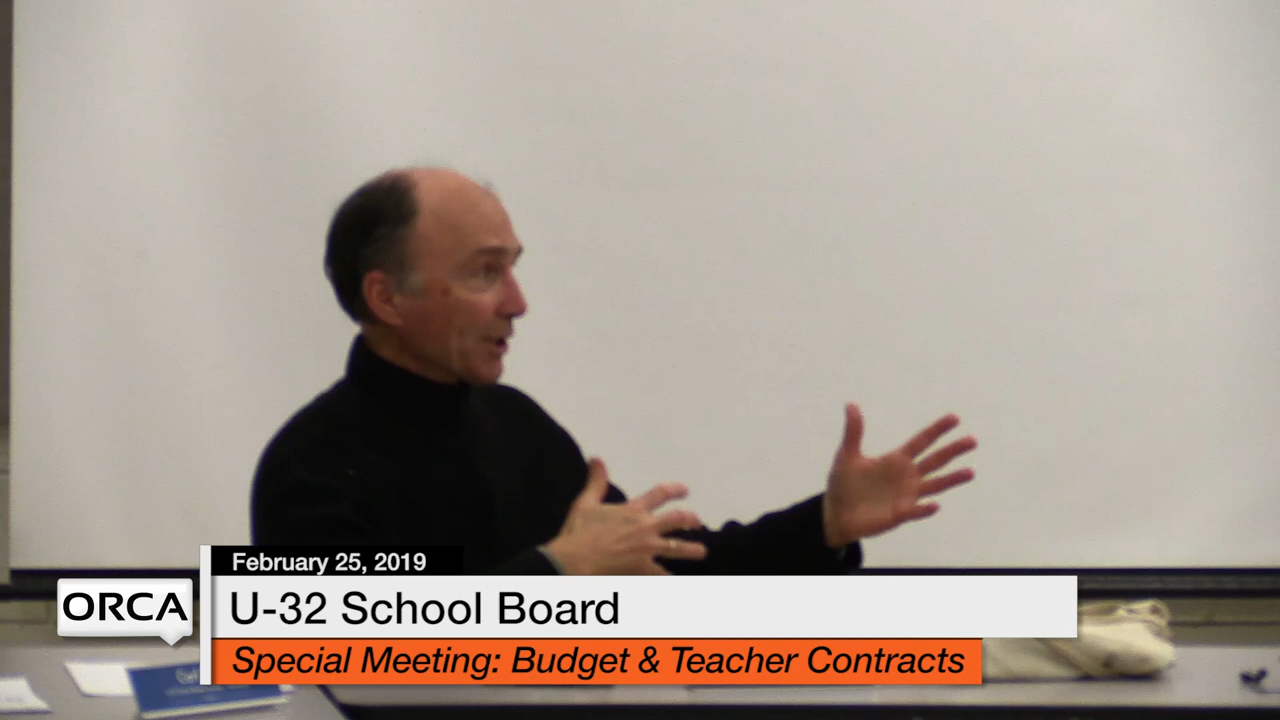 February 25, 2019
ORCA
U-32 School Board
Special Meeting: Budget & Teacher Contracts